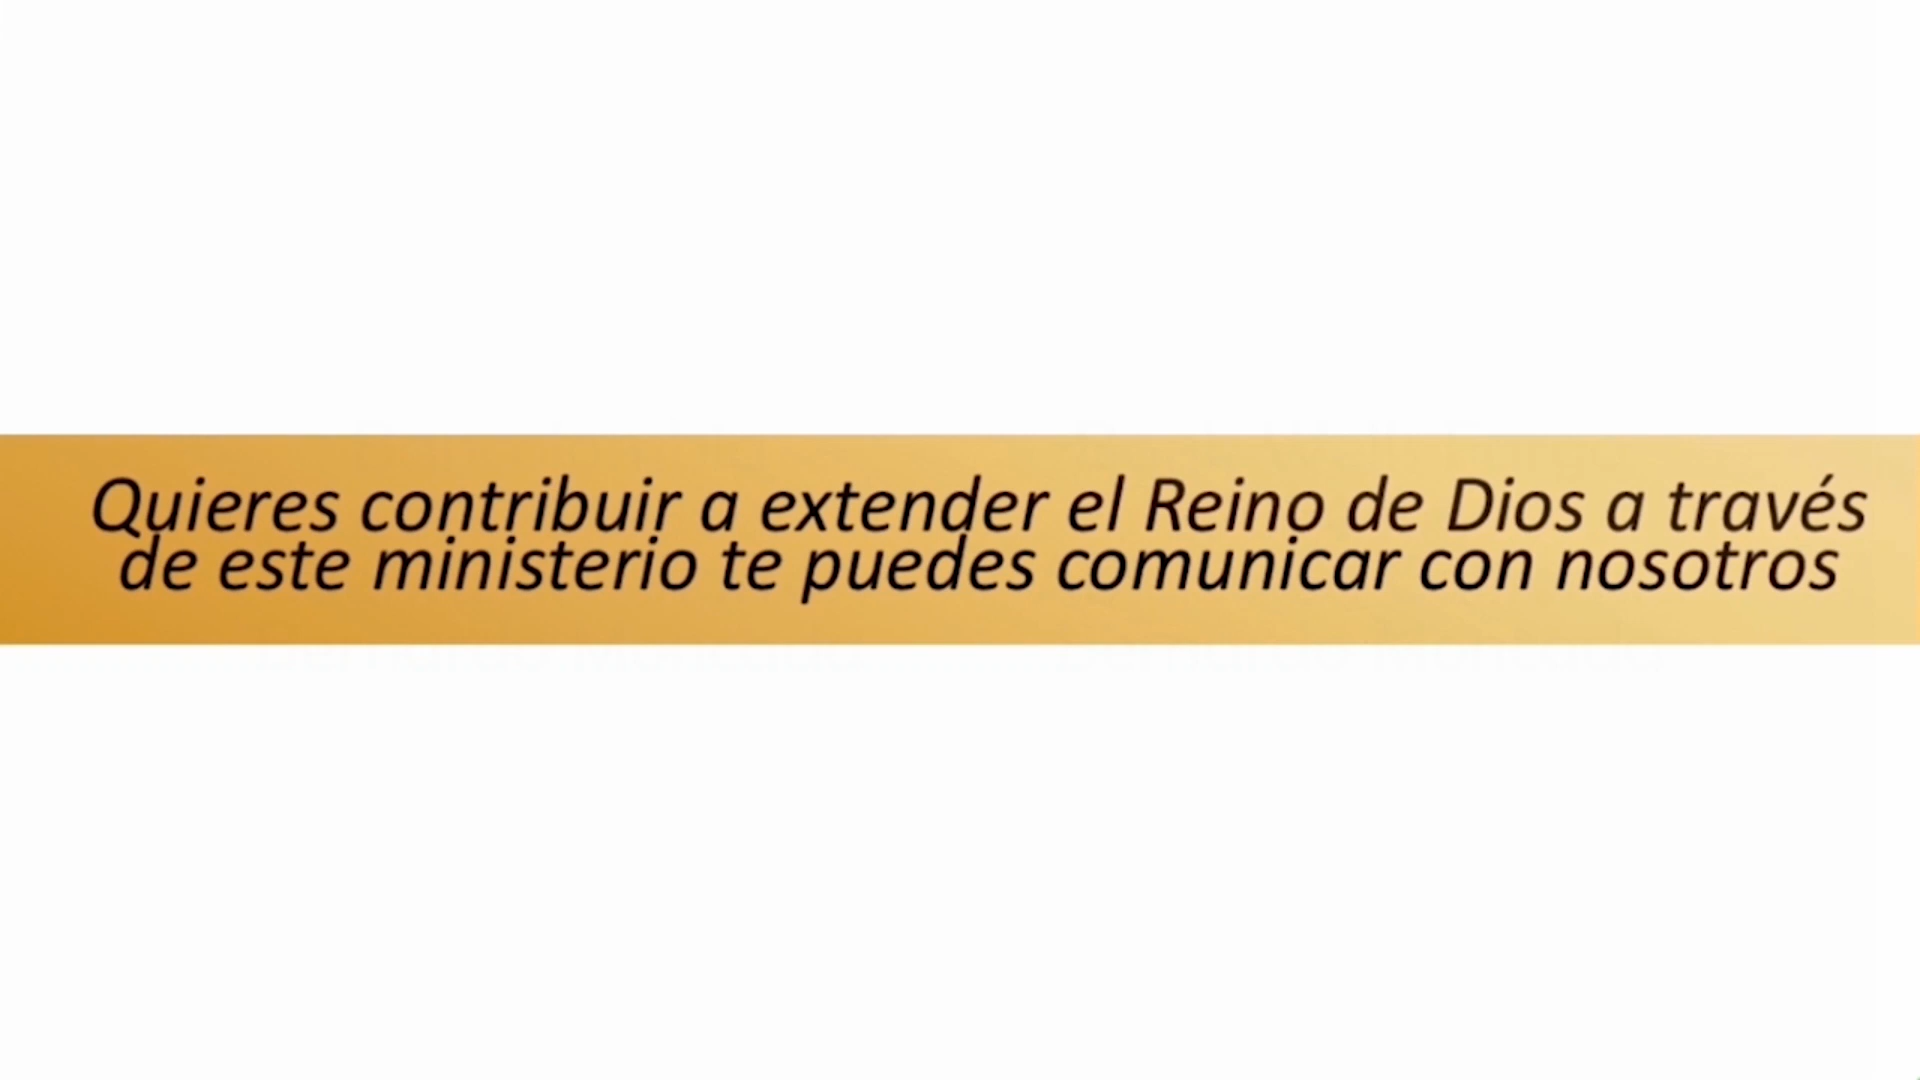 Quieres contribuir a extender el Reino de Dios a través
de este ministerio te puedes comunicar con nosotros